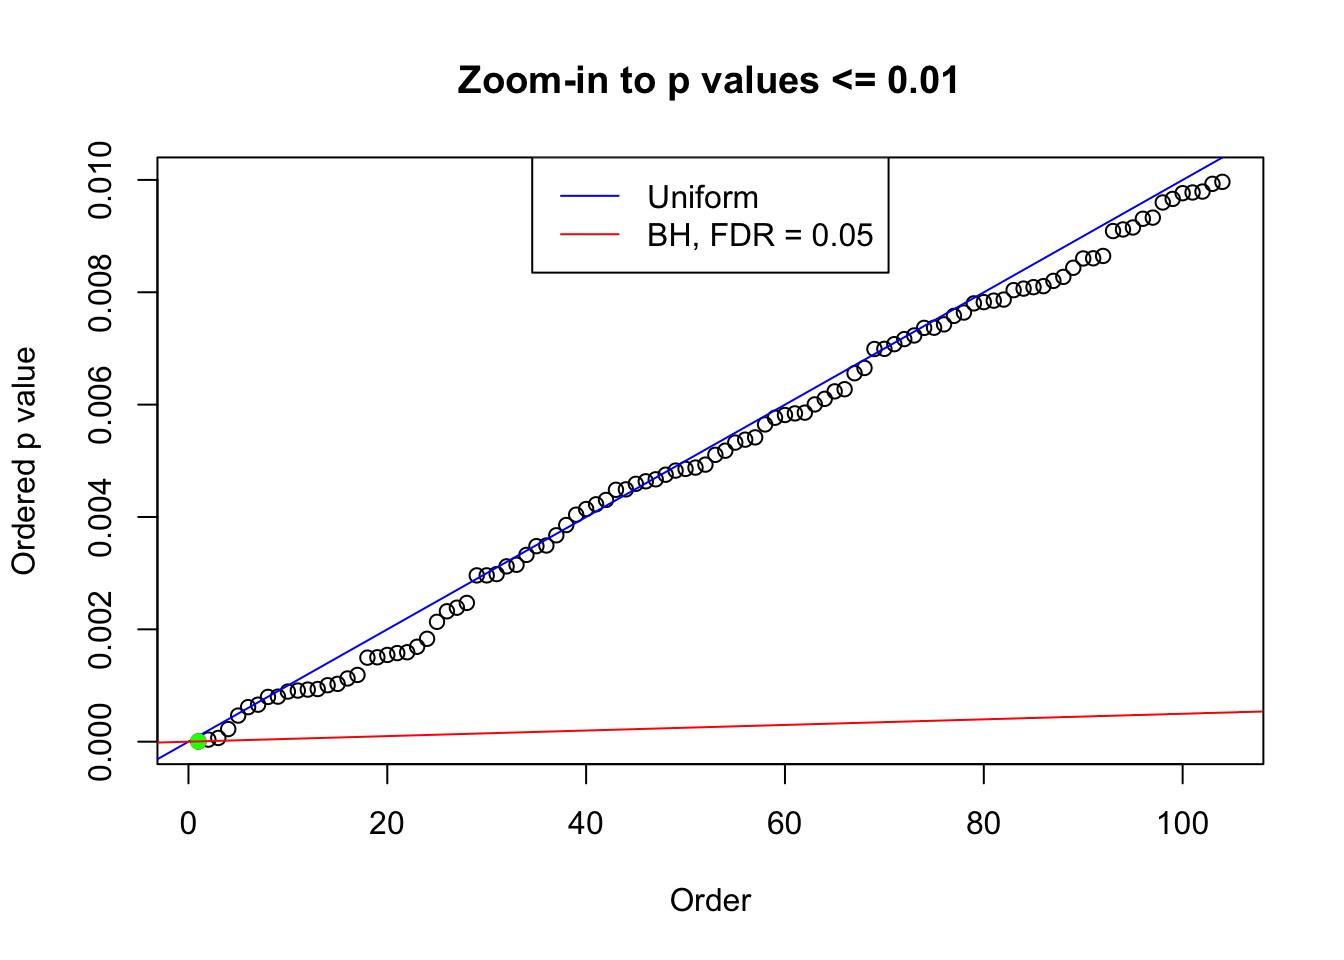 Zoom-in to p values <= 0.01
Uniform
BH, FDR = 0.05
Ordered p value
0.010
0.008
0.006
0.004
0.002
0.000
0 20 40 60 80 100
Order